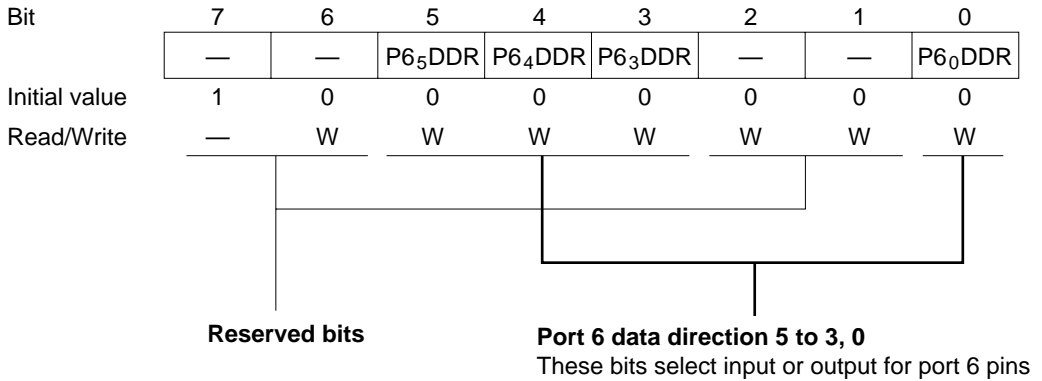 Bit 7 6 5 4 3 2 1 0
— — P6₅DDR P6₄DDR P6₃DDR — — P6₀DDR
Initial value 1 0 0 0 0 0 0 0
Read/Write — W W W W W W W
Reserved bits
Port 6 data direction 5 to 3, 0
These bits select input or output for port 6 pins